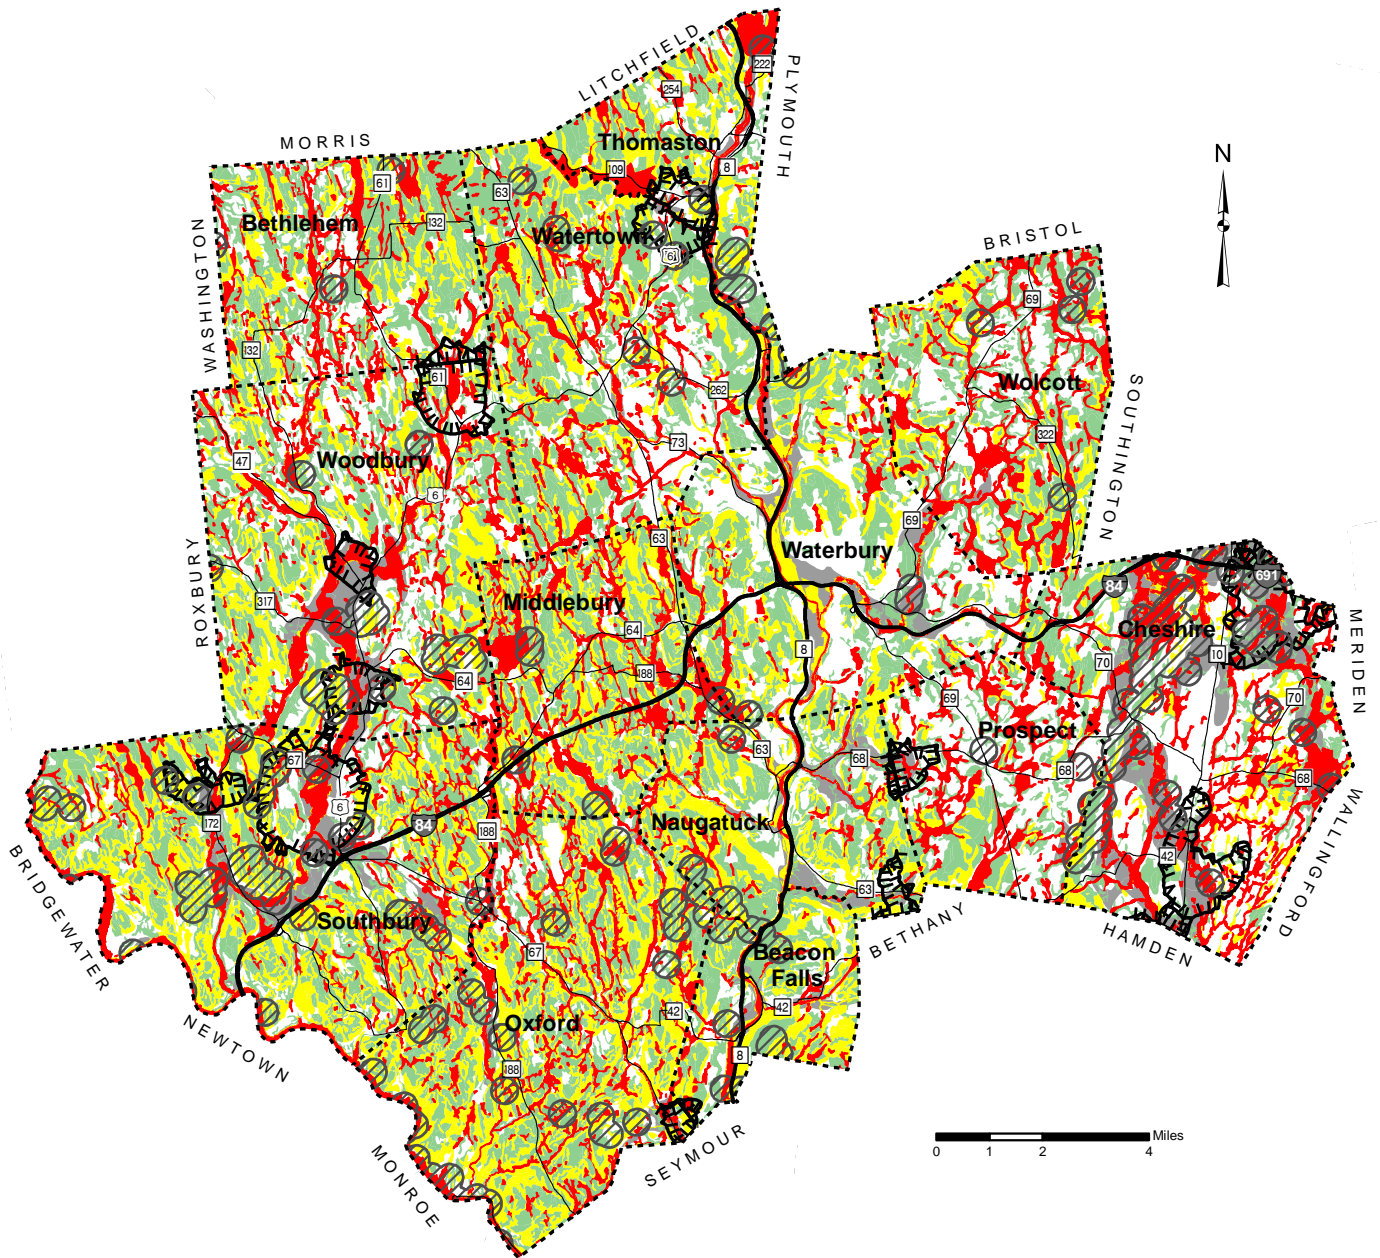 LITCHFIELD
PLYMOUTH
222
254
MORRIS
Thomaston
N
109
8
61
63
WASHINGTON
Bethlehem
132
Watertown
6
BRISTOL
69
132
61
262
Wolcott
SOUTHINGTON
322
73
47
Woodbury
6
69
63
Waterbury
ROXBURY
84
691
317
Middlebury
64
Cheshire
MERIDEN
8
10
70
188
64
69
70
Prospect
67
63
68
68
68
6
172
84
188
Naugatuck
WALLINGFORD
BRIDGEWATER
42
63
Southbury
BETHANY
HAMDEN
67
Beacon
Falls
42
42
NEWTOWN
Oxford
8
188
MONROE
SEYMOUR
Miles
0 1 2 4